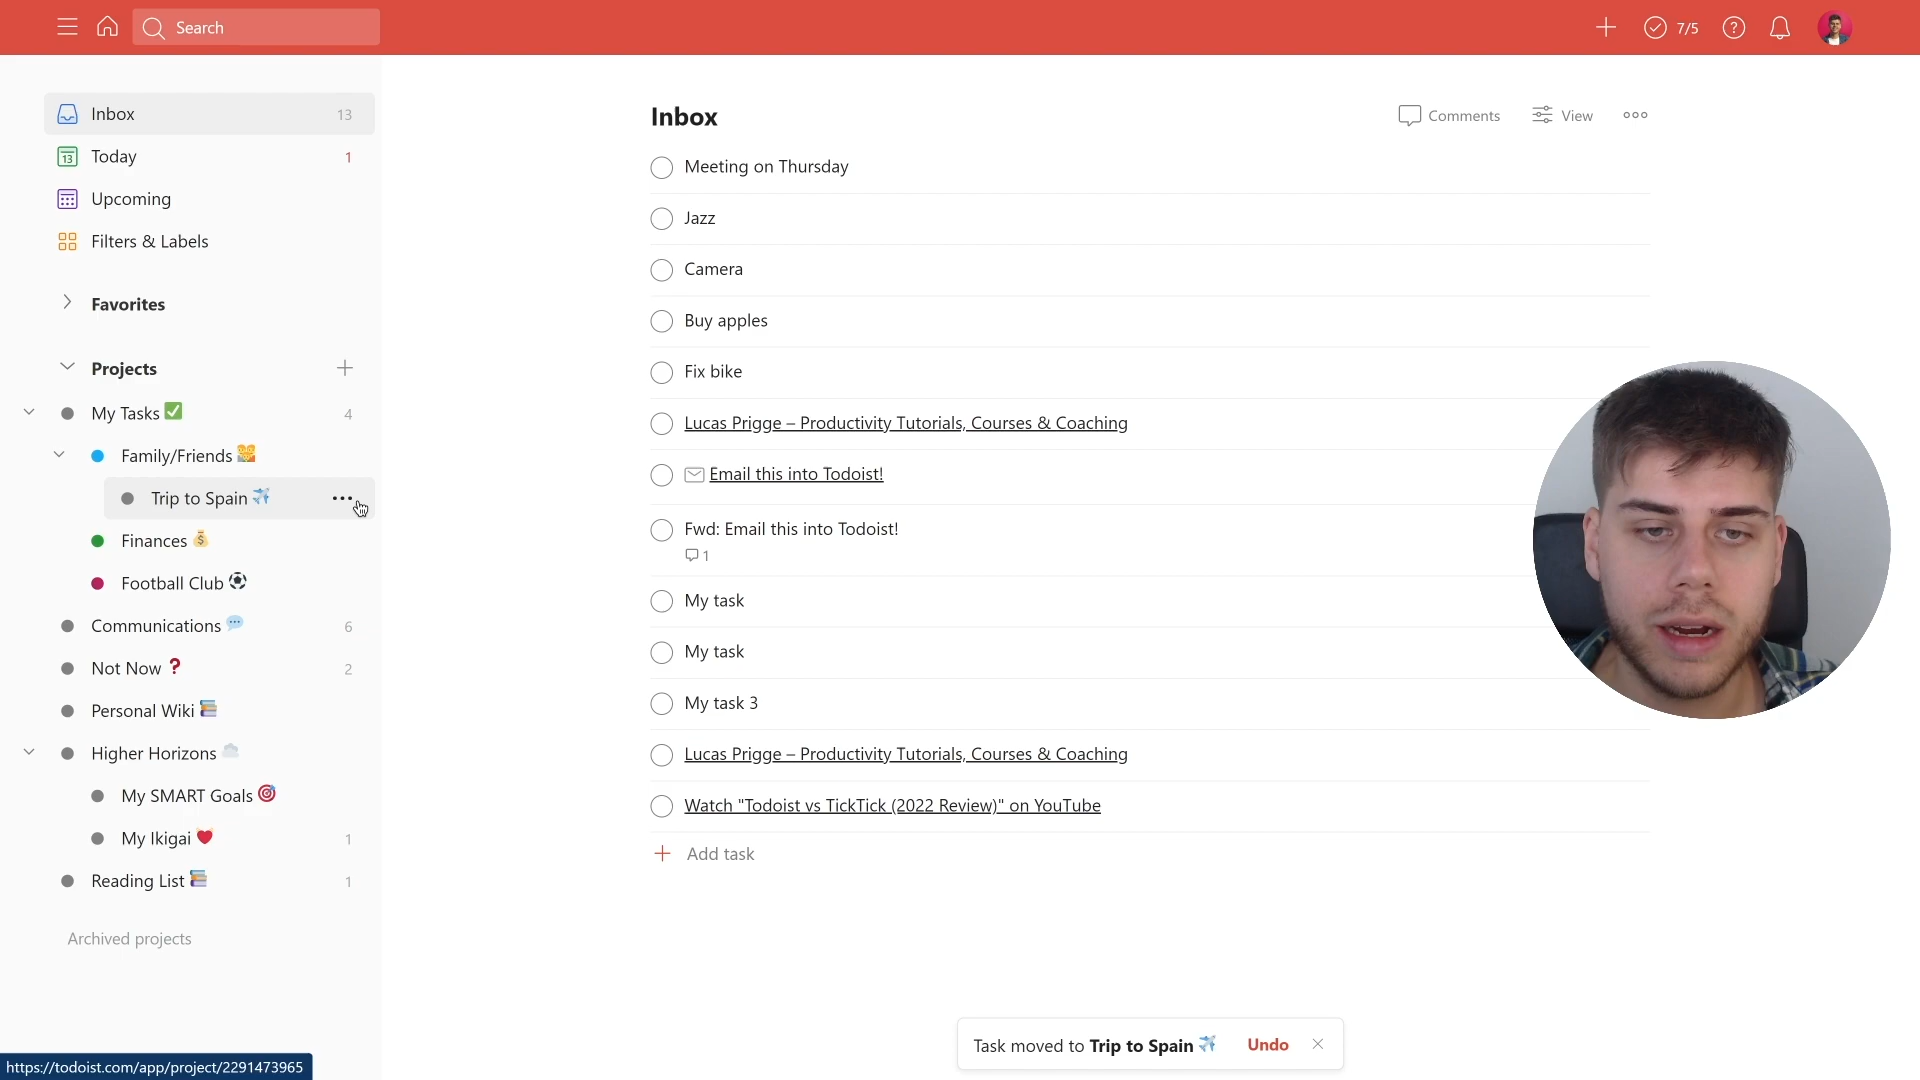 Search
7/5
Inbox 13
Today 1
Upcoming
Filters & Labels
Favorites
Projects
My Tasks 4
Family/Friends
Trip to Spain
Finances
Football Club
Communications 6
Not Now 2
Personal Wiki
Higher Horizons
My SMART Goals
My Ikigai 1
Reading List 1
Archived projects
https://todoist.com/app/project/2291473965
Inbox
Comments
View
Meeting on Thursday
Jazz
Camera
Buy apples
Fix bike
Lucas Prigge – Productivity Tutorials, Courses & Coaching
Email this into Todoist!
Fwd: Email this into Todoist!
1
My task
My task
My task 3
Lucas Prigge – Productivity Tutorials, Courses & Coaching
Watch "Todoist vs TickTick (2022 Review)" on YouTube
Add task
Task moved to Trip to Spain Undo
13